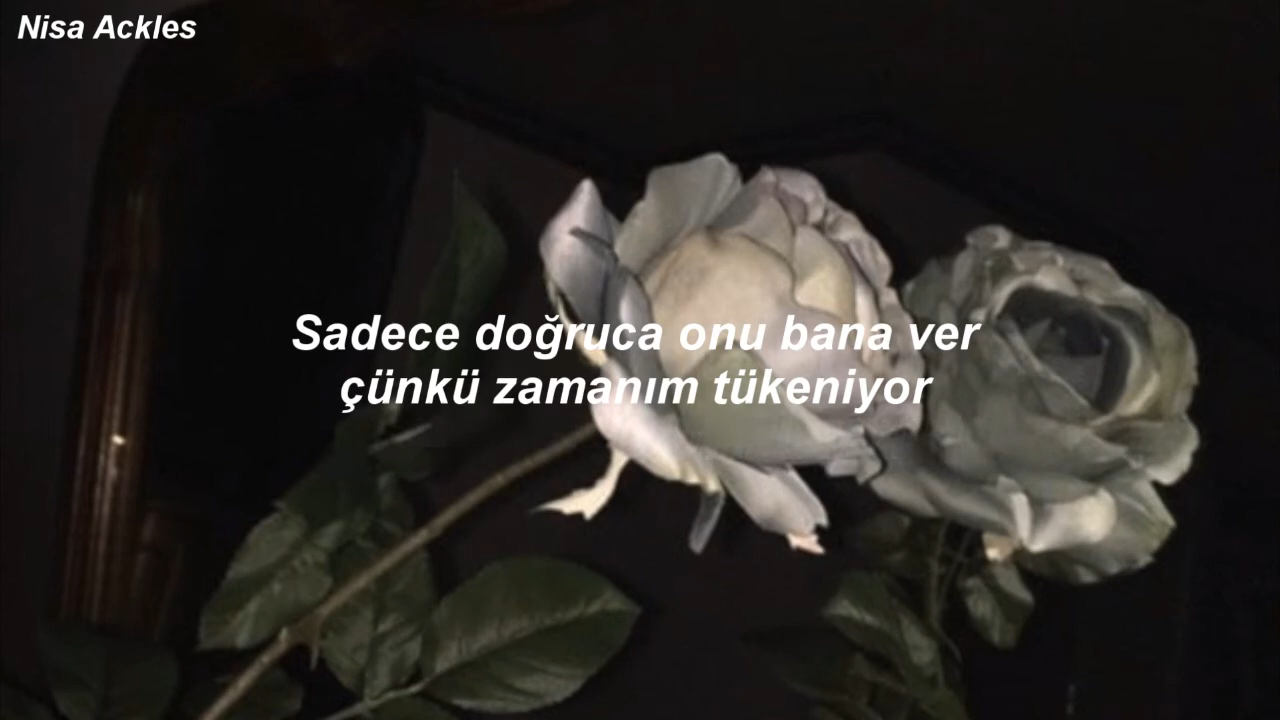 Nisa Ackles
Sadece doğruca onu bana ver
çünkü zamanım tükeniyor